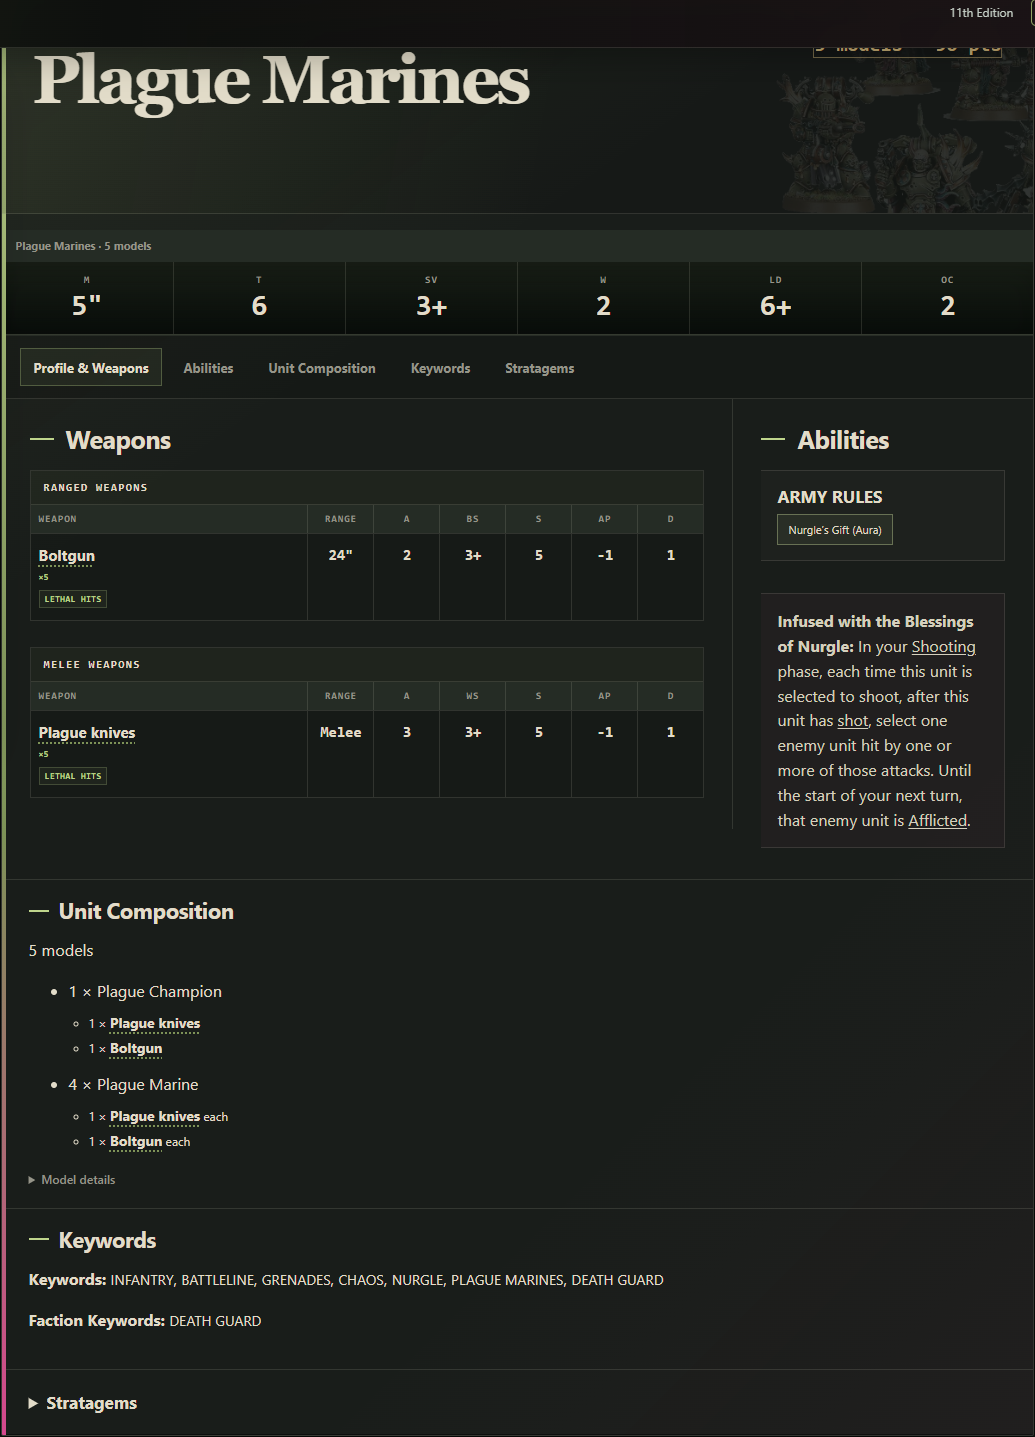 11th Edition
5 models
pts
Plague Marines
Plague Marines · 5 models
M T SV W LD OC
5" 6 3+ 2 6+ 2
Profile & Weapons Abilities Unit Composition Keywords Stratagems
Weapons
RANGED WEAPONS
WEAPON RANGE A BS S AP D
Boltgun 24" 2 3+ 5 -1 1
×5
LETHAL HITS
MELEE WEAPONS
WEAPON RANGE A WS S AP D
Plague knives Melee 3 3+ 5 -1 1
×5
LETHAL HITS
Abilities
ARMY RULES
Nurgle's Gift (Aura)
Infused with the Blessings
of Nurgle: In your Shooting
phase, each time this unit is
selected to shoot, after this
unit has shot, select one
enemy unit hit by one or
more of those attacks. Until
the start of your next turn,
that enemy unit is Afflicted.
Unit Composition
5 models
• 1 × Plague Champion
◦ 1 × Plague knives
◦ 1 × Boltgun
• 4 × Plague Marine
◦ 1 × Plague knives each
◦ 1 × Boltgun each
▶ Model details
Keywords
Keywords: INFANTRY, BATTLELINE, GRENADES, CHAOS, NURGLE, PLAGUE MARINES, DEATH GUARD
Faction Keywords: DEATH GUARD
▶ Stratagems